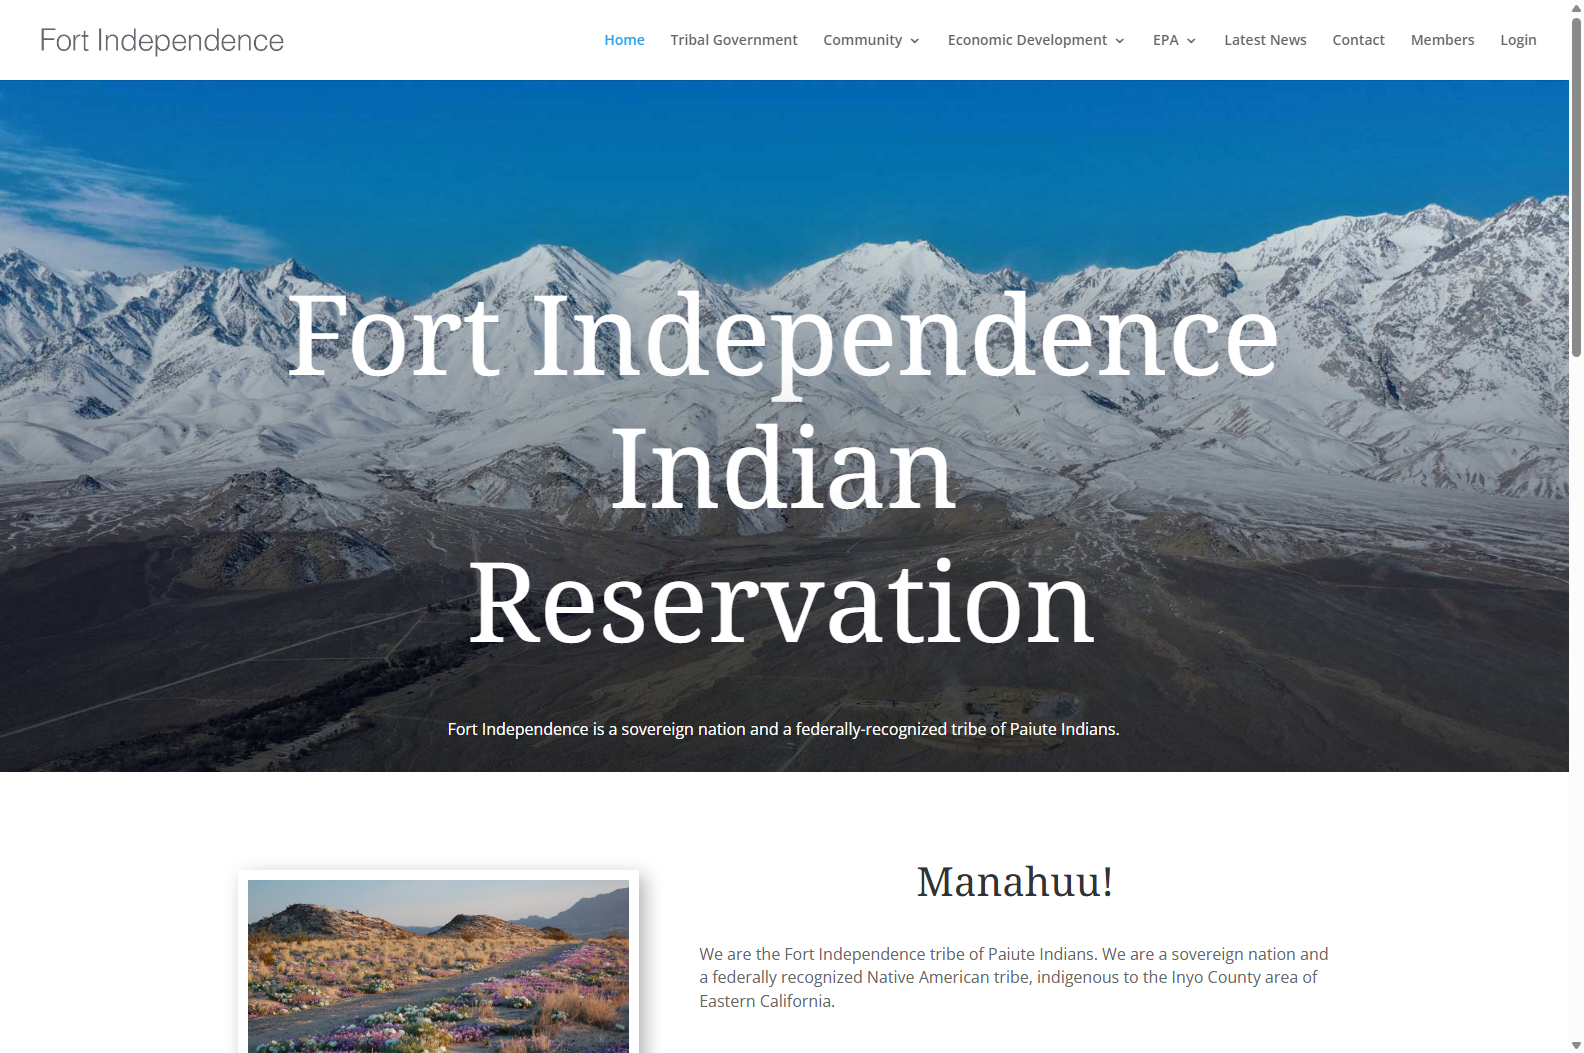 Fort Independence
Home Tribal Government Community Economic Development EPA Latest News Contact Members Login
Fort Independence
Indian
Reservation
Fort Independence is a sovereign nation and a federally-recognized tribe of Paiute Indians.
Manahuu!
We are the Fort Independence tribe of Paiute Indians. We are a sovereign nation and
a federally recognized Native American tribe, indigenous to the Inyo County area of
Eastern California.